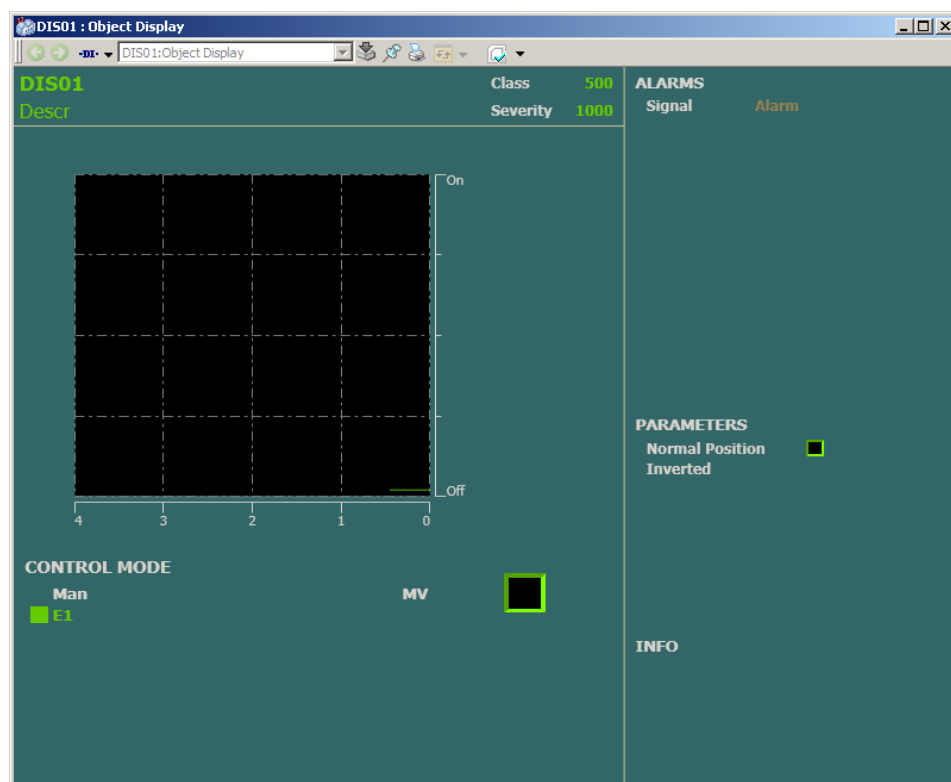 DIS01 : Object Display
-DI- DIS01:Object Display
DIS01
Descr
Class 500
Severity 1000
On
Off
4 3 2 1 0
CONTROL MODE
Man MV
E1
ALARMS
Signal Alarm
PARAMETERS
Normal Position
Inverted
INFO